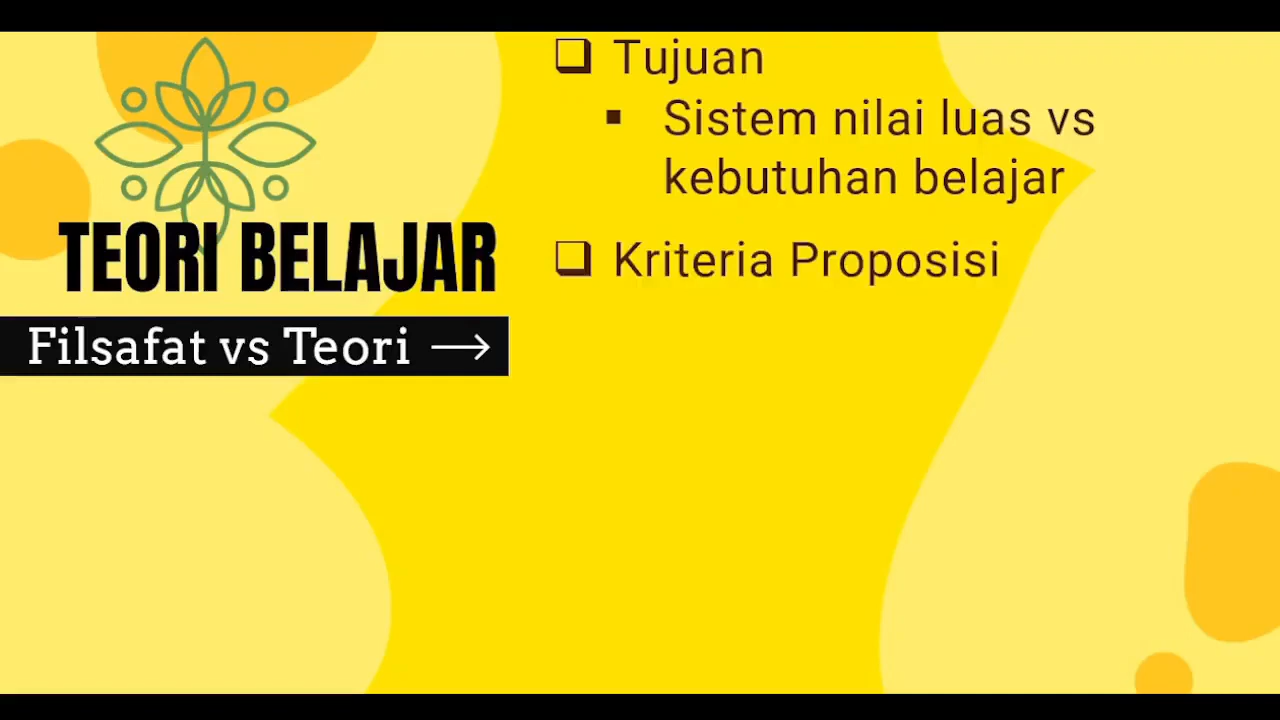 TEORI BELAJAR
Filsafat vs Teori
Tujuan
Sistem nilai luas vs
kebutuhan belajar
Kriteria Proposisi